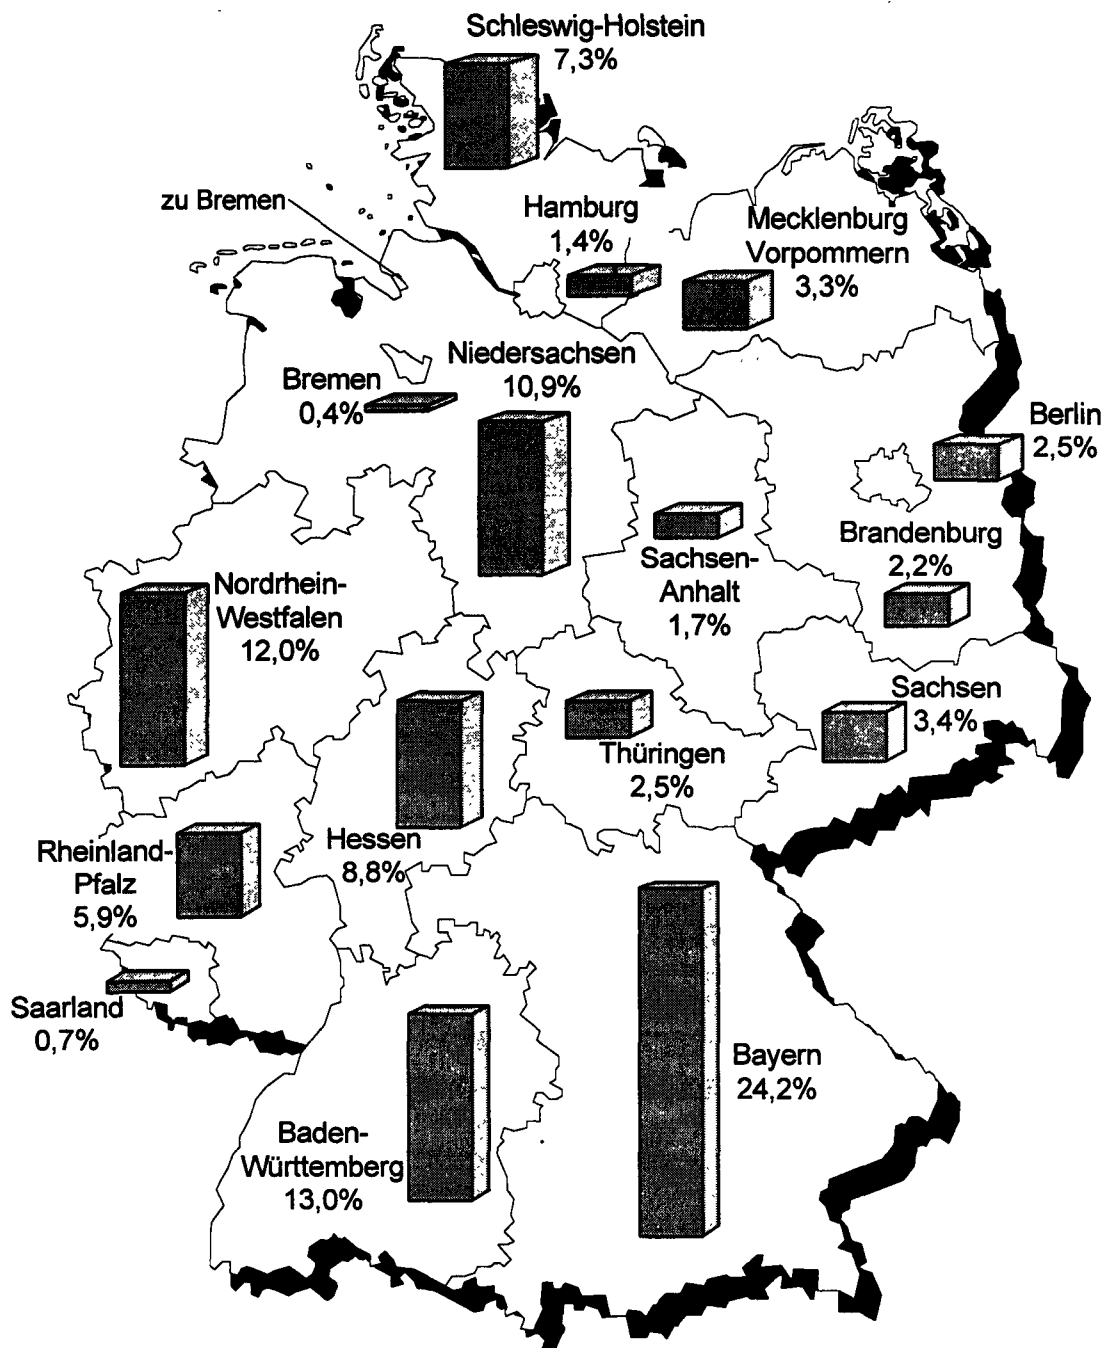 Schleswig-Holstein
7,3%
zu Bremen
Hamburg
1,4%
Mecklenburg
Vorpommern
3,3%
Niedersachsen
10,9%
Bremen
0,4%
Berlin
2,5%
Brandenburg
2,2%
Sachsen-
Anhalt
1,7%
Nordrhein-
Westfalen
12,0%
Sachsen
3,4%
Thüringen
2,5%
Hessen
8,8%
Rheinland-
Pfalz
5,9%
Saarland
0,7%
Bayern
24,2%
Baden-
Württemberg
13,0%